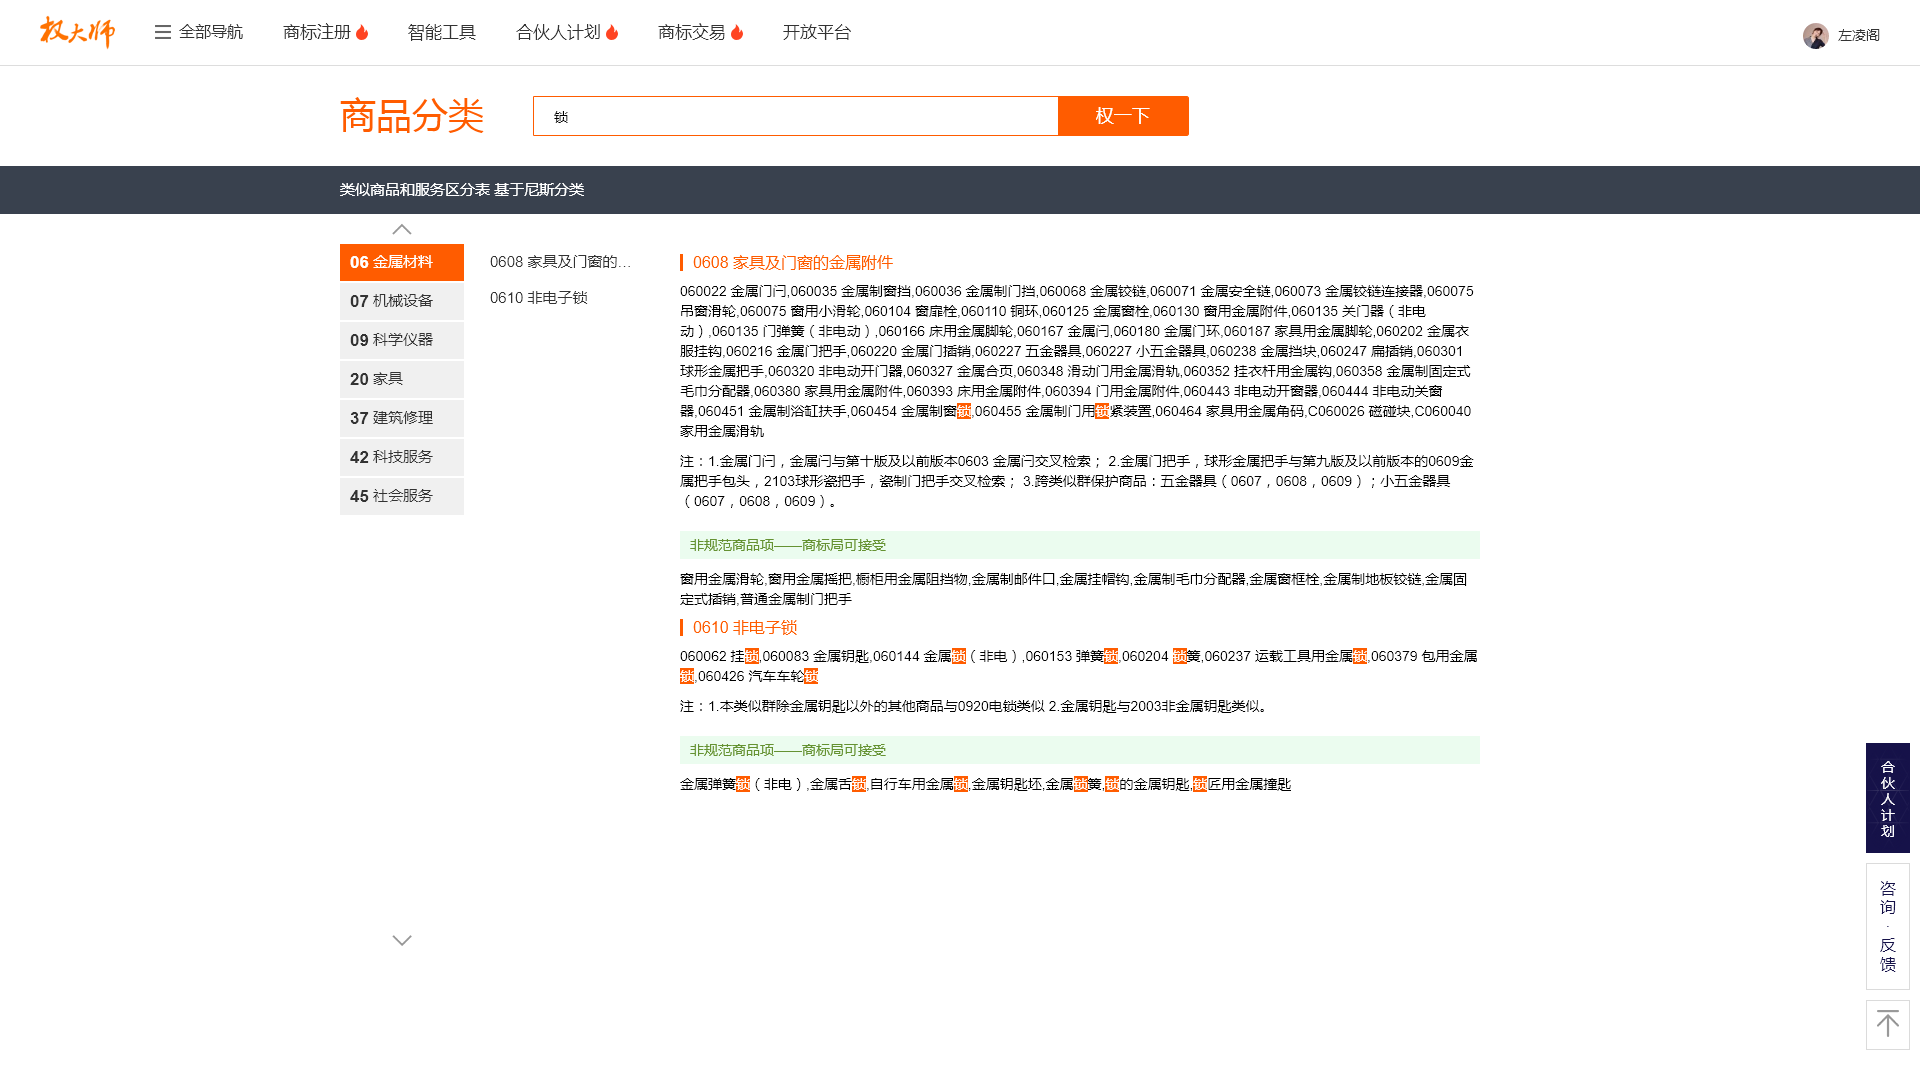 权大师
全部导航
商标注册
智能工具
合伙人计划
商标交易
开放平台
左凌阁
商品分类
锁
权一下
类似商品和服务区分表 基于尼斯分类
06 金属材料
07 机械设备
09 科学仪器
20 家具
37 建筑修理
42 科技服务
45 社会服务
0608 家具及门窗的...
0610 非电子锁
0608 家具及门窗的金属附件
060022 金属门闩,060035 金属制窗挡,060036 金属制门挡,060068 金属铰链,060071 金属安全链,060073 金属铰链连接器,060075
吊窗滑轮,060075 窗用小滑轮,060104 窗扉栓,060110 铜环,060125 金属窗栓,060130 窗用金属附件,060135 关门器（非电
动）,060135 门弹簧（非电动）,060166 床用金属脚轮,060167 金属闩,060180 金属门环,060187 家具用金属脚轮,060202 金属衣
服挂钩,060216 金属门把手,060220 金属门插销,060227 五金器具,060227 小五金器具,060238 金属挡块,060247 扁插销,060301
球形金属把手,060320 非电动开门器,060327 金属合页,060348 滑动门用金属滑轨,060352 挂衣杆用金属钩,060358 金属制固定式
毛巾分配器,060380 家具用金属附件,060393 床用金属附件,060394 门用金属附件,060443 非电动开窗器,060444 非电动关窗
器,060451 金属制浴缸扶手,060454 金属制窗锁,060455 金属制门用锁紧装置,060464 家具用金属角码,C060026 磁碰块,C060040
家用金属滑轨
注：1.金属门闩，金属闩与第十版及以前版本0603 金属闩交叉检索； 2.金属门把手，球形金属把手与第九版及以前版本的0609金
属把手包头，2103球形瓷把手，瓷制门把手交叉检索； 3.跨类似群保护商品：五金器具（0607，0608，0609）；小五金器具
（0607，0608，0609）。
非规范商品项——商标局可接受
窗用金属滑轮,窗用金属摇把,橱柜用金属阻挡物,金属制邮件口,金属挂帽钩,金属制毛巾分配器,金属窗框栓,金属制地板铰链,金属固
定式插销,普通金属制门把手
0610 非电子锁
060062 挂锁,060083 金属钥匙,060144 金属锁（非电）,060153 弹簧锁,060204 锁簧,060237 运载工具用金属锁,060379 包用金属
锁,060426 汽车车轮锁
注：1.本类似群除金属钥匙以外的其他商品与0920电锁类似 2.金属钥匙与2003非金属钥匙类似。
非规范商品项——商标局可接受
金属弹簧锁（非电）,金属舌锁,自行车用金属锁,金属钥匙坯,金属锁簧,锁的金属钥匙,锁匠用金属撞匙
合伙人计划
咨询·反馈